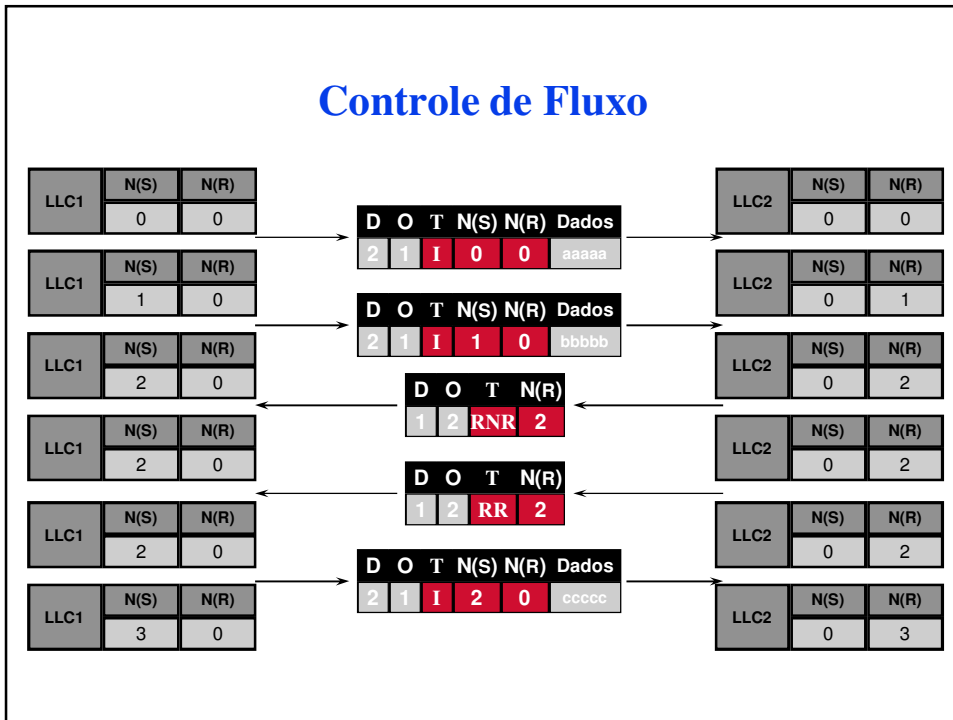 Controle de Fluxo
LLC1 N(S) N(R)
0 0
D O T N(S) N(R) Dados
2 1 I 0 0 aaaaa
LLC2 N(S) N(R)
0 0
LLC1 N(S) N(R)
1 0
D O T N(S) N(R) Dados
2 1 I 1 0 bbbbb
LLC2 N(S) N(R)
0 1
LLC1 N(S) N(R)
2 0
D O T N(R)
1 2 RNR 2
LLC2 N(S) N(R)
0 2
LLC1 N(S) N(R)
2 0
D O T N(R)
1 2 RR 2
LLC2 N(S) N(R)
0 2
LLC1 N(S) N(R)
2 0
D O T N(S) N(R) Dados
2 1 I 2 0 ccccc
LLC2 N(S) N(R)
0 2
LLC1 N(S) N(R)
3 0
LLC2 N(S) N(R)
0 3